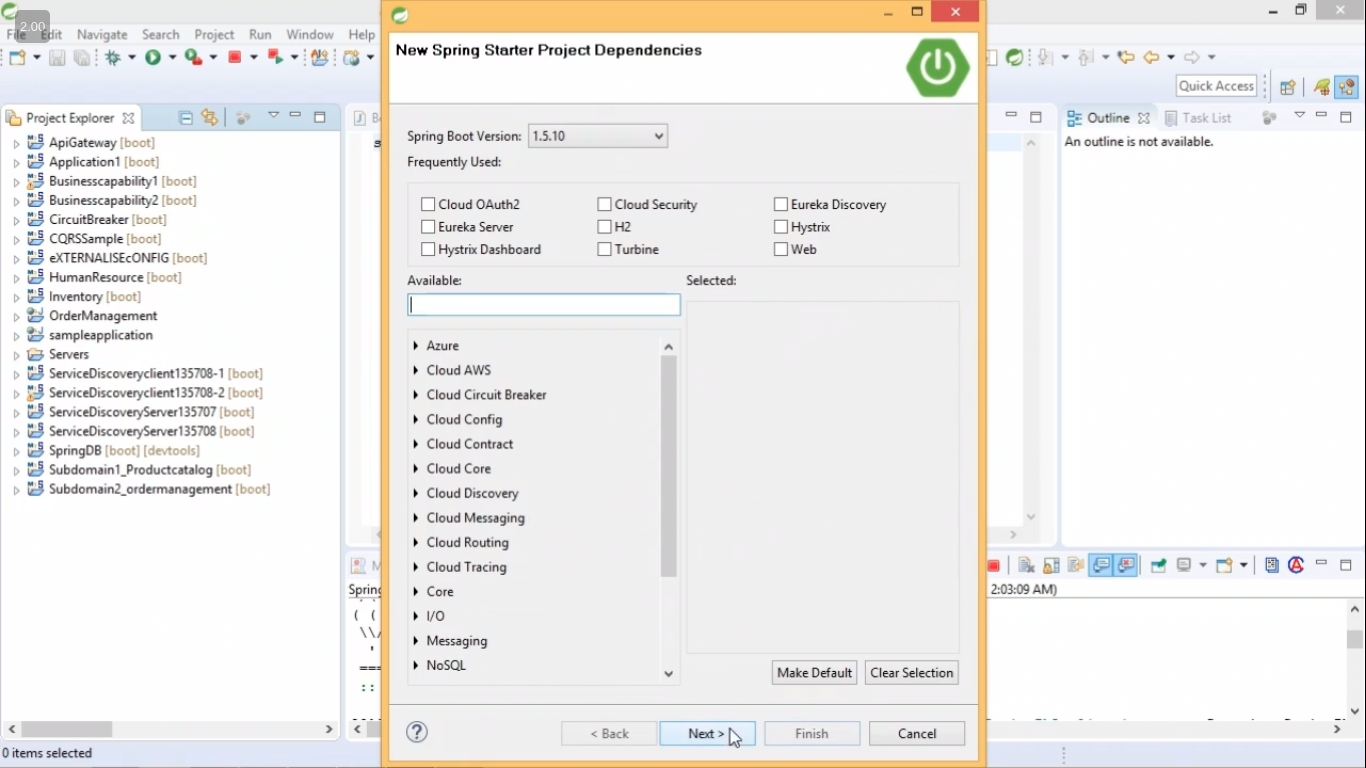 2.00
File Edit Navigate Search Project Run Window Help
Quick Access
Project Explorer
ApiGateway [boot]
Application1 [boot]
Businesscapability1 [boot]
Businesscapability2 [boot]
CircuitBreaker [boot]
CQRSSample [boot]
eXTERNALISEcONFIG [boot]
HumanResource [boot]
Inventory [boot]
OrderManagement
sampleapplication
Servers
ServiceDiscoveryclient135708-1 [boot]
ServiceDiscoveryclient135708-2 [boot]
ServiceDiscoveryServer135707 [boot]
ServiceDiscoveryServer135708 [boot]
SpringDB [boot] [devtools]
Subdomain1_Productcatalog [boot]
Subdomain2_ordermanagement [boot]
0 items selected
New Spring Starter Project Dependencies
Spring Boot Version: 1.5.10
Frequently Used:
Cloud OAuth2 Cloud Security Eureka Discovery
Eureka Server H2 Hystrix
Hystrix Dashboard Turbine Web
Available: Selected:
Azure
Cloud AWS
Cloud Circuit Breaker
Cloud Config
Cloud Contract
Cloud Core
Cloud Discovery
Cloud Messaging
Cloud Routing
Cloud Tracing
Core
I/O
Messaging
NoSQL
Make Default Clear Selection
< Back Next > Finish Cancel
Outline Task List
An outline is not available.
Spring
2:03:09 AM)
( (
\\/
'
===
::